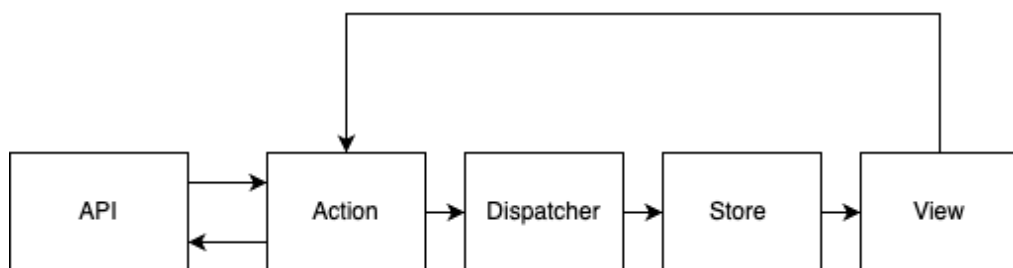 API
Action
Dispatcher
Store
View